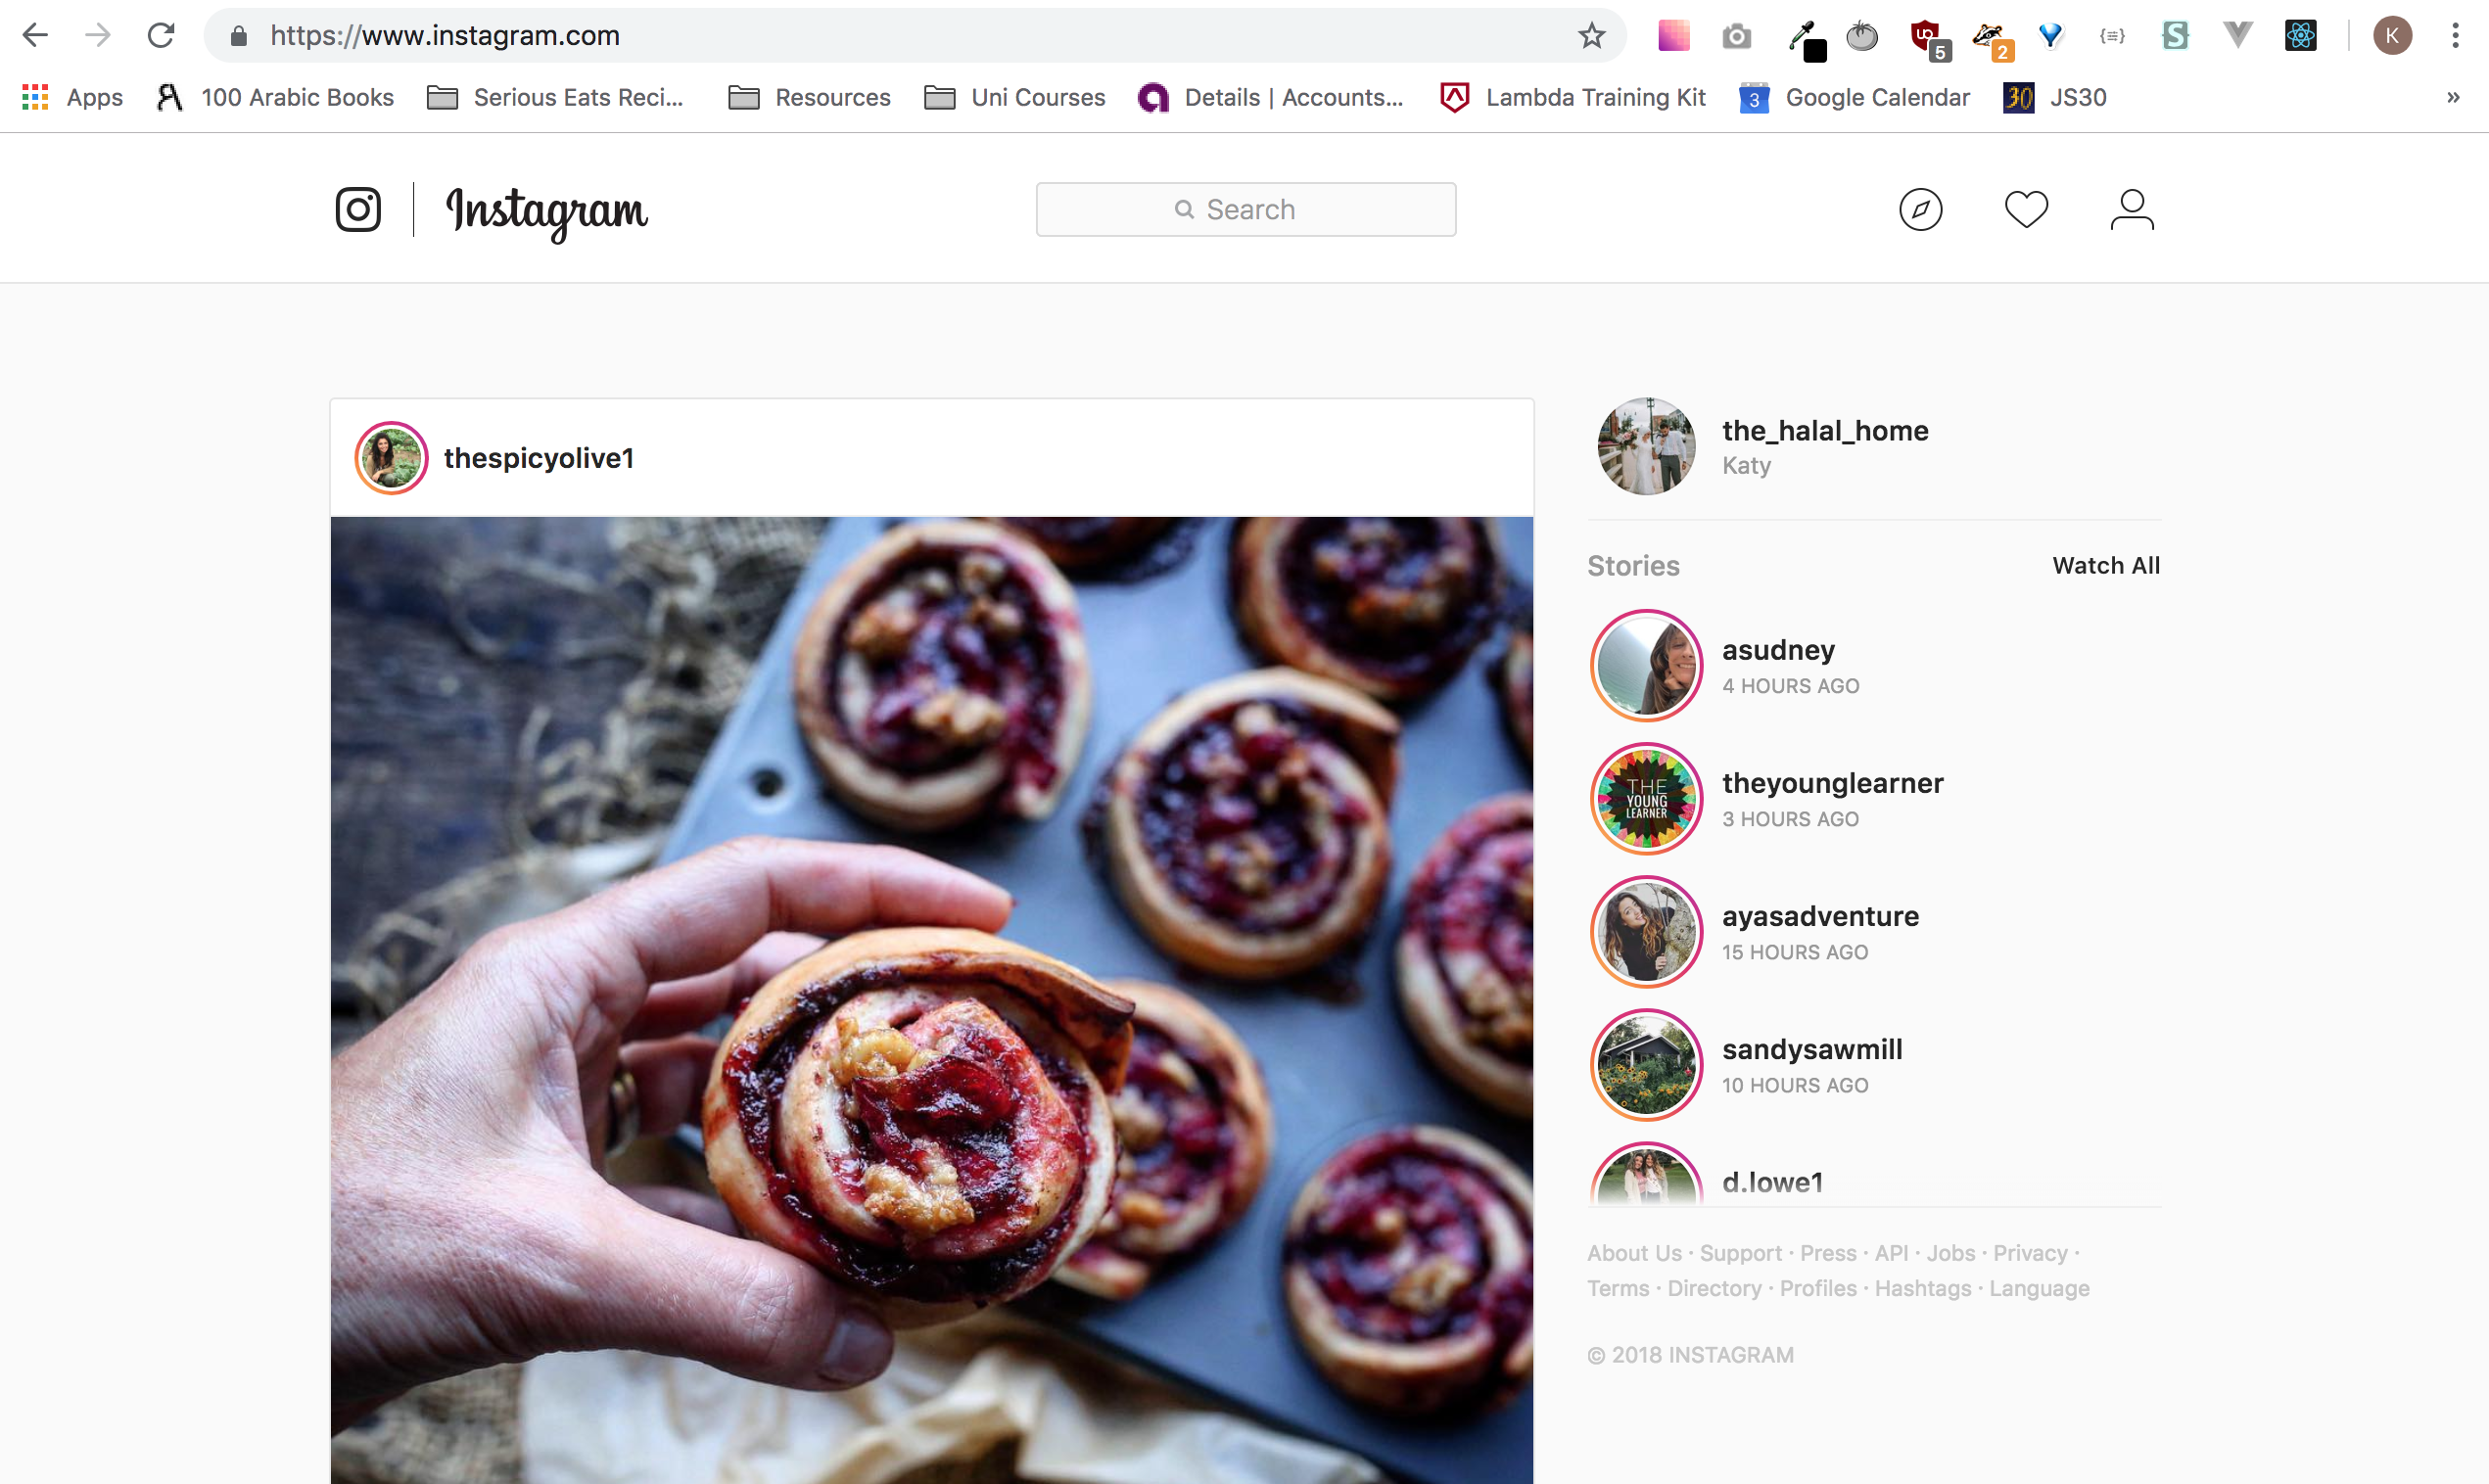 https://www.instagram.com
5
2
K
Apps
100 Arabic Books
Serious Eats Reci...
Resources
Uni Courses
Details | Accounts...
Lambda Training Kit
3
Google Calendar
30
JS30
»
Instagram
Search
thespicyolive1
the_halal_home
Katy
Stories
Watch All
asudney
4 HOURS AGO
THE
YOUNG
LEARNER
theyounglearner
3 HOURS AGO
ayasadventure
15 HOURS AGO
sandysawmill
10 HOURS AGO
d.lowe1
About Us · Support · Press · API · Jobs · Privacy ·
Terms · Directory · Profiles · Hashtags · Language
© 2018 INSTAGRAM